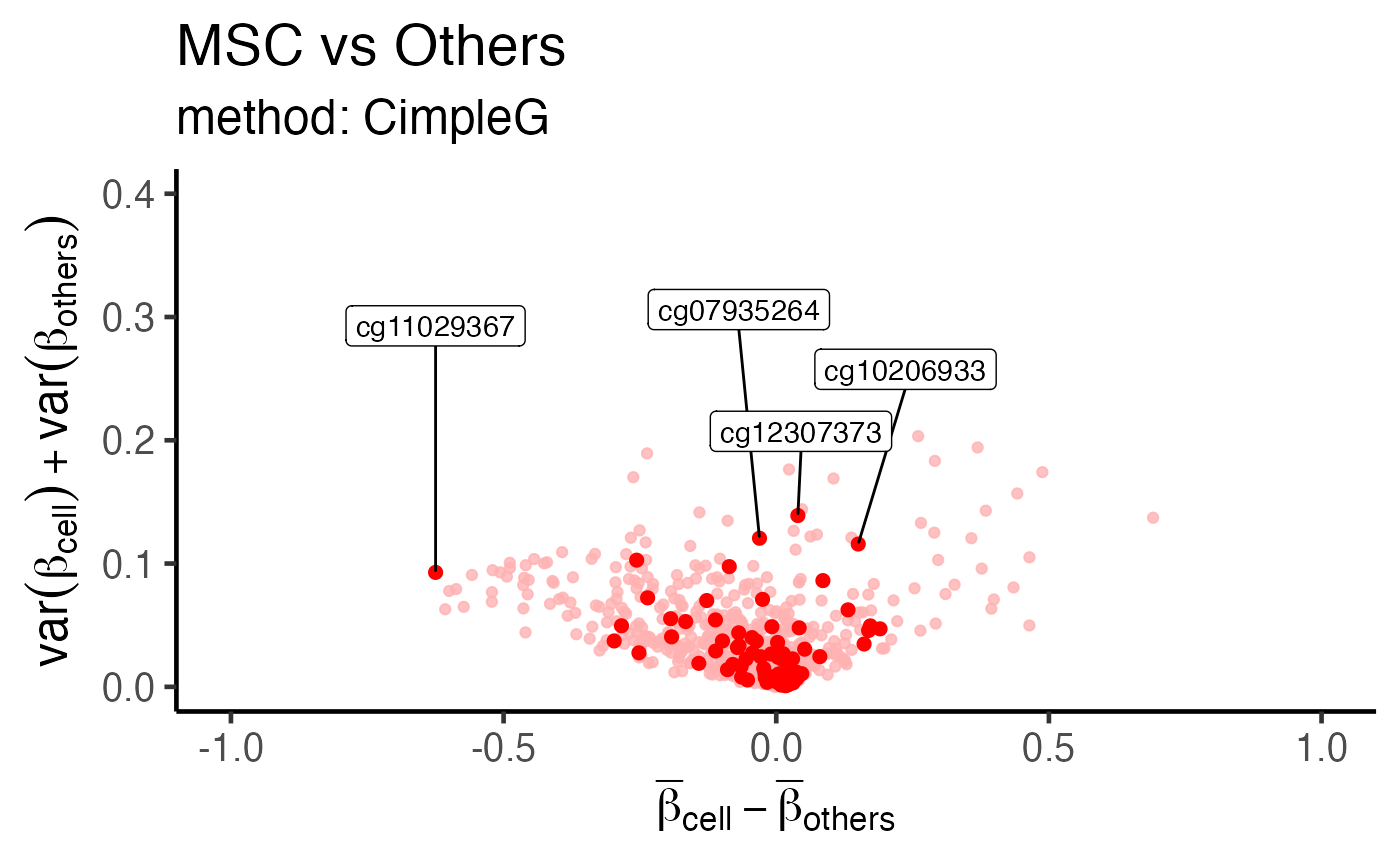 MSC vs Others
method: CimpleG
var(βcell) + var(βothers)
0.4
0.3
0.2
0.1
0.0
cg11029367
cg07935264
cg10206933
cg12307373
-1.0 -0.5 0.0 0.5 1.0
β̅cell − β̅others